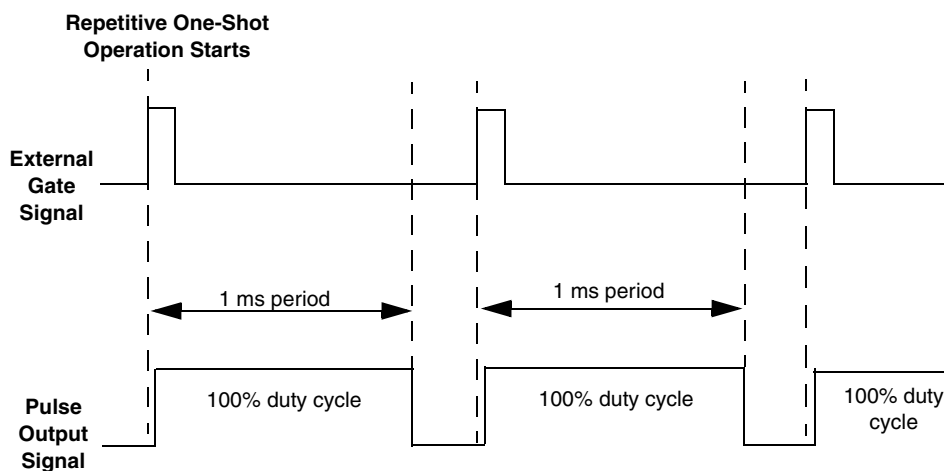 Repetitive One-Shot
Operation Starts
External
Gate
Signal
1 ms period
1 ms period
100% duty cycle
100% duty cycle
100% duty
cycle
Pulse
Output
Signal